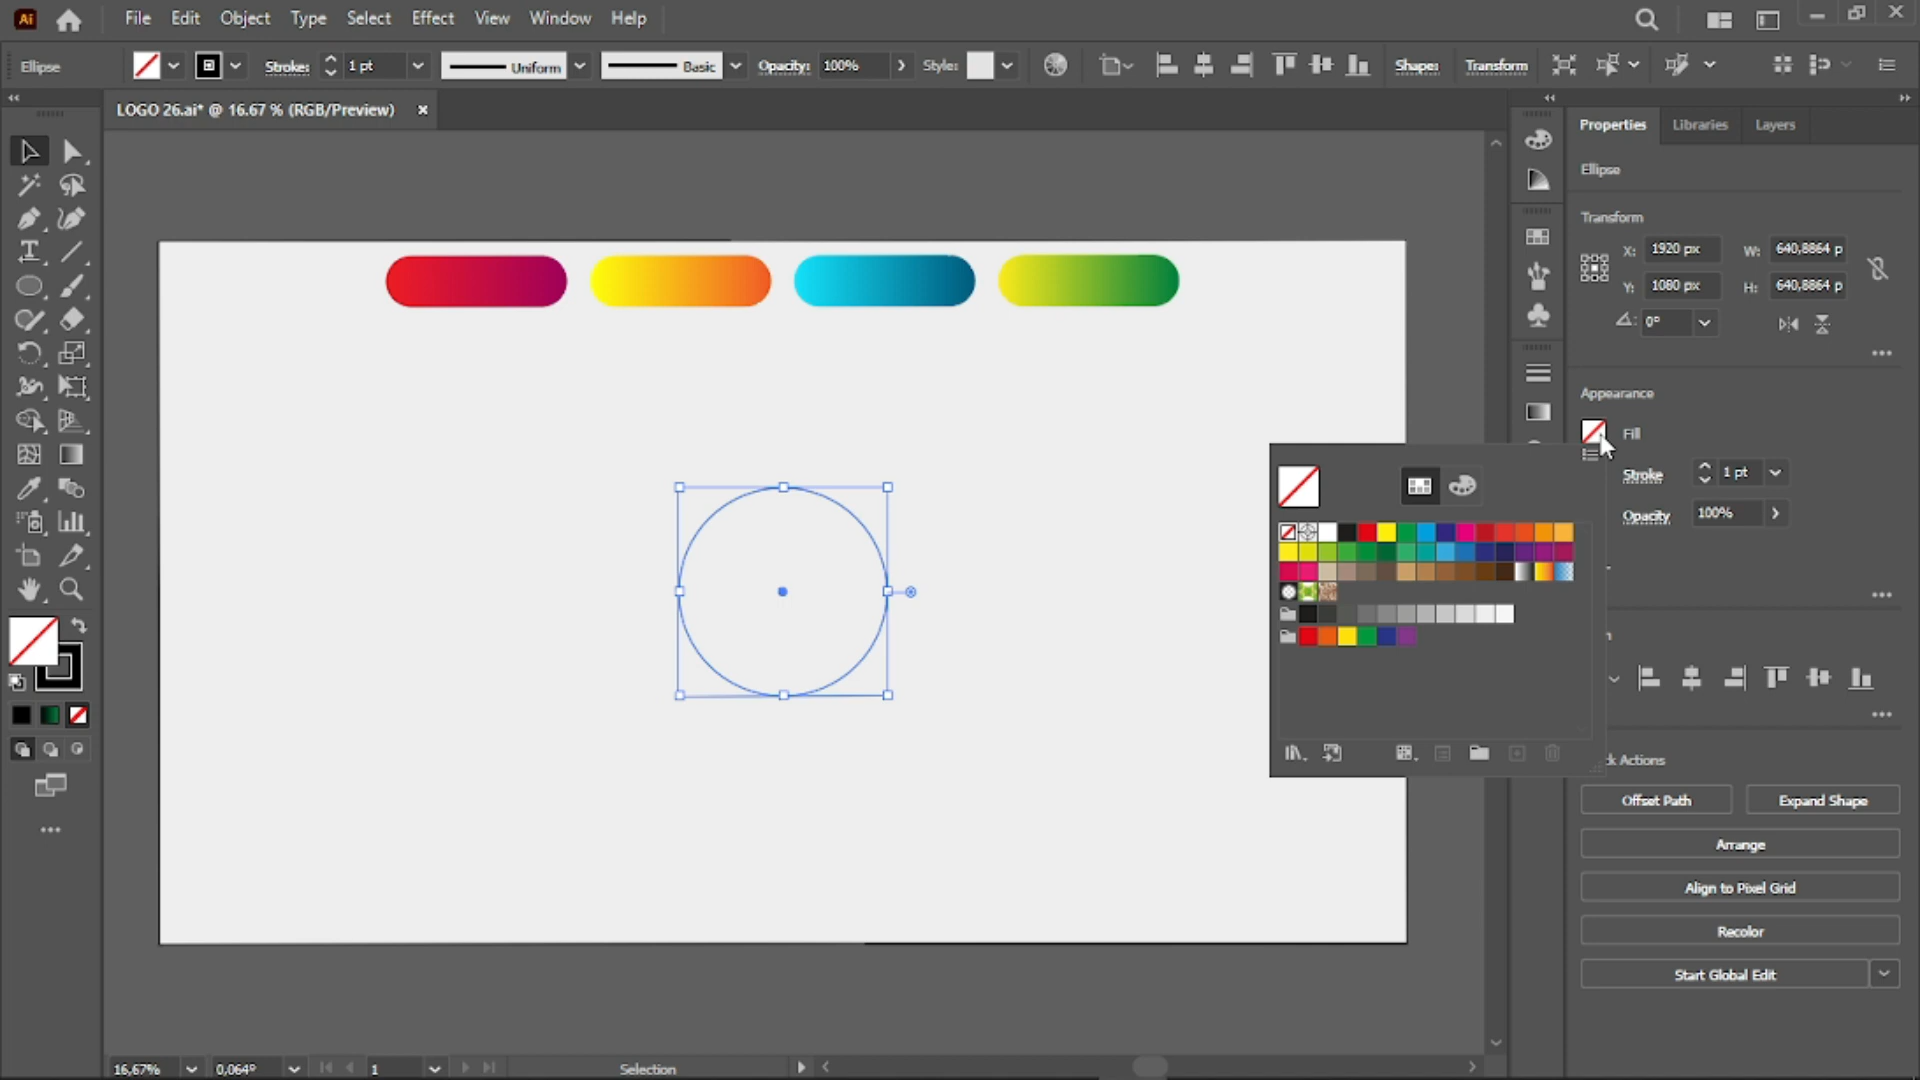 Ai File Edit Object Type Select Effect View Window Help
Ellipse Stroke: 1 pt Uniform Basic Opacity: 100% Style: Shape: Transform
LOGO 26.ai* @ 16.67 % (RGB/Preview) ×
Properties Libraries Layers
Ellipse
Transform
X: 1920 px W: 640,8864 p
Y: 1080 px H: 640,8864 p
0°
Appearance
Fill
Stroke 1 pt
Opacity 100%
k Actions
Offset Path Expand Shape
Arrange
Align to Pixel Grid
Recolor
Start Global Edit
16,67% 0,064° 1 Selection